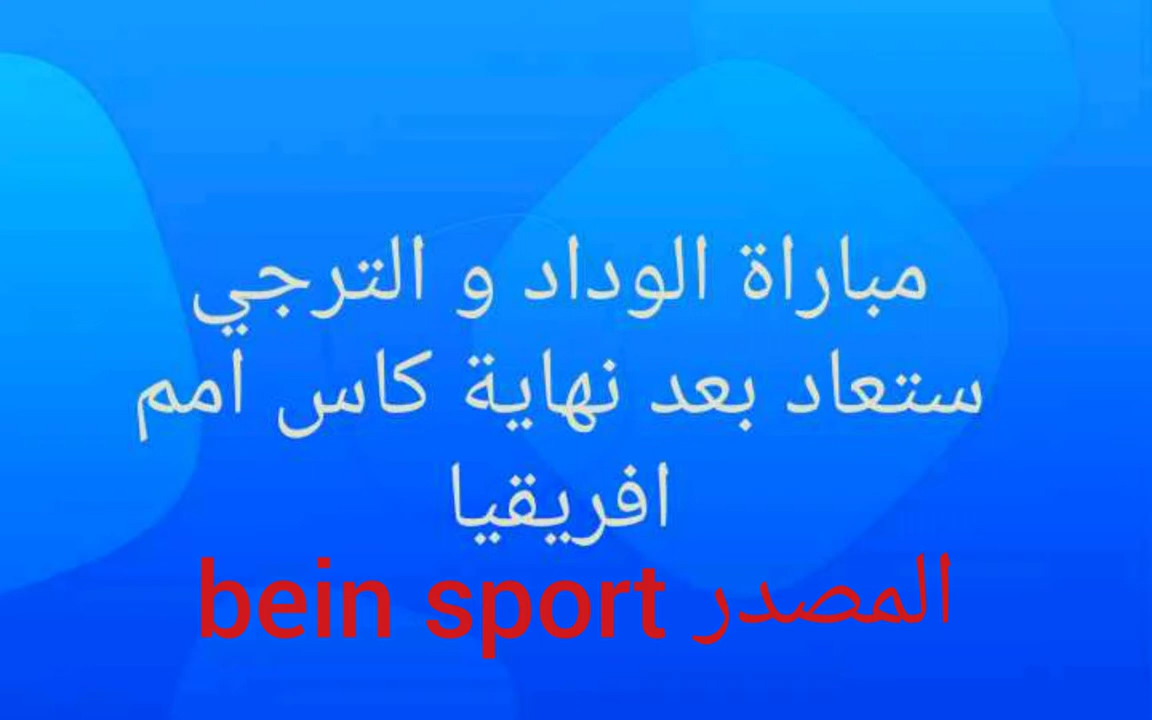 مباراة الوداد و الترجي
ستعاد بعد نهاية كاس امم
افريقيا
المصدر bein sport